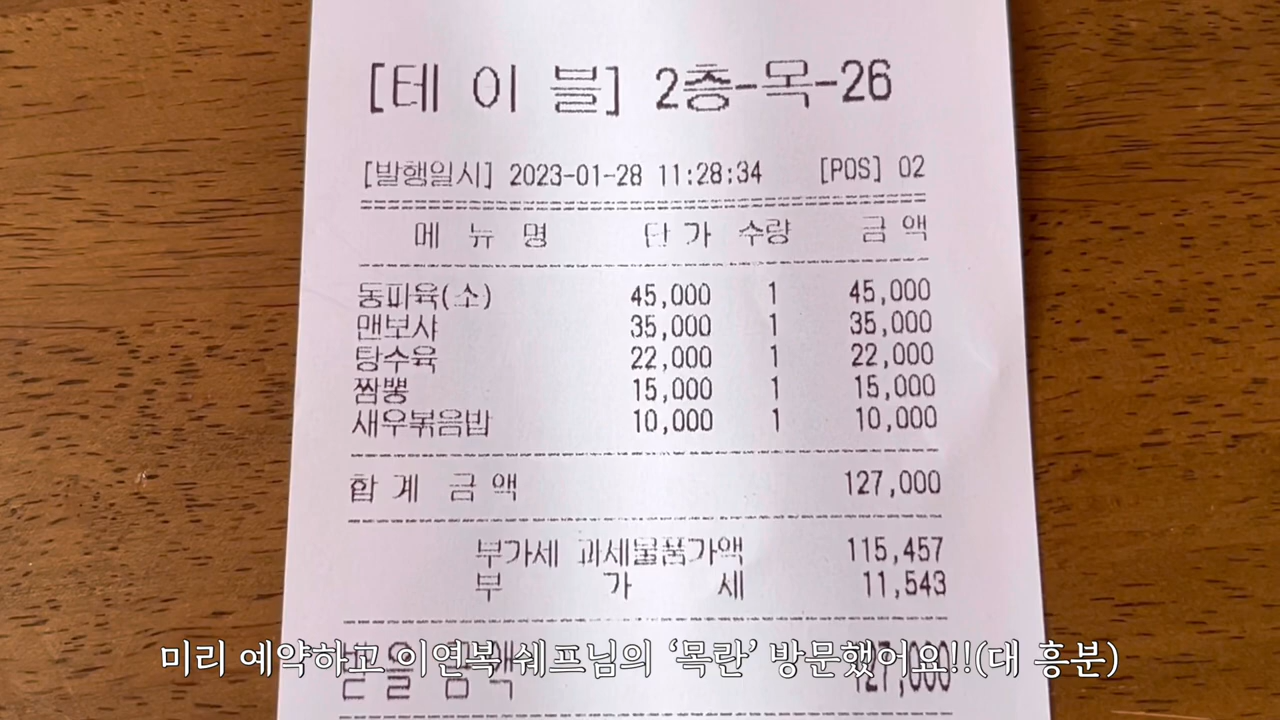 [테 이 블] 2층-목-26
[발행일시] 2023-01-28 11:28:34 [POS] 02
메 뉴 명 단 가 수량 금 액
동파육(소) 45,000 1 45,000
맨보샤 35,000 1 35,000
탕수육 22,000 1 22,000
짬뽕 15,000 1 15,000
새우볶음밥 10,000 1 10,000
합 계 금 액 127,000
부가세 과세물품가액 115,457
부 가 세 11,543
받 을 금 액 127,000
미리 예약하고 이연복 쉐프님의 ‘목란’ 방문했어요!!(대 흥분)